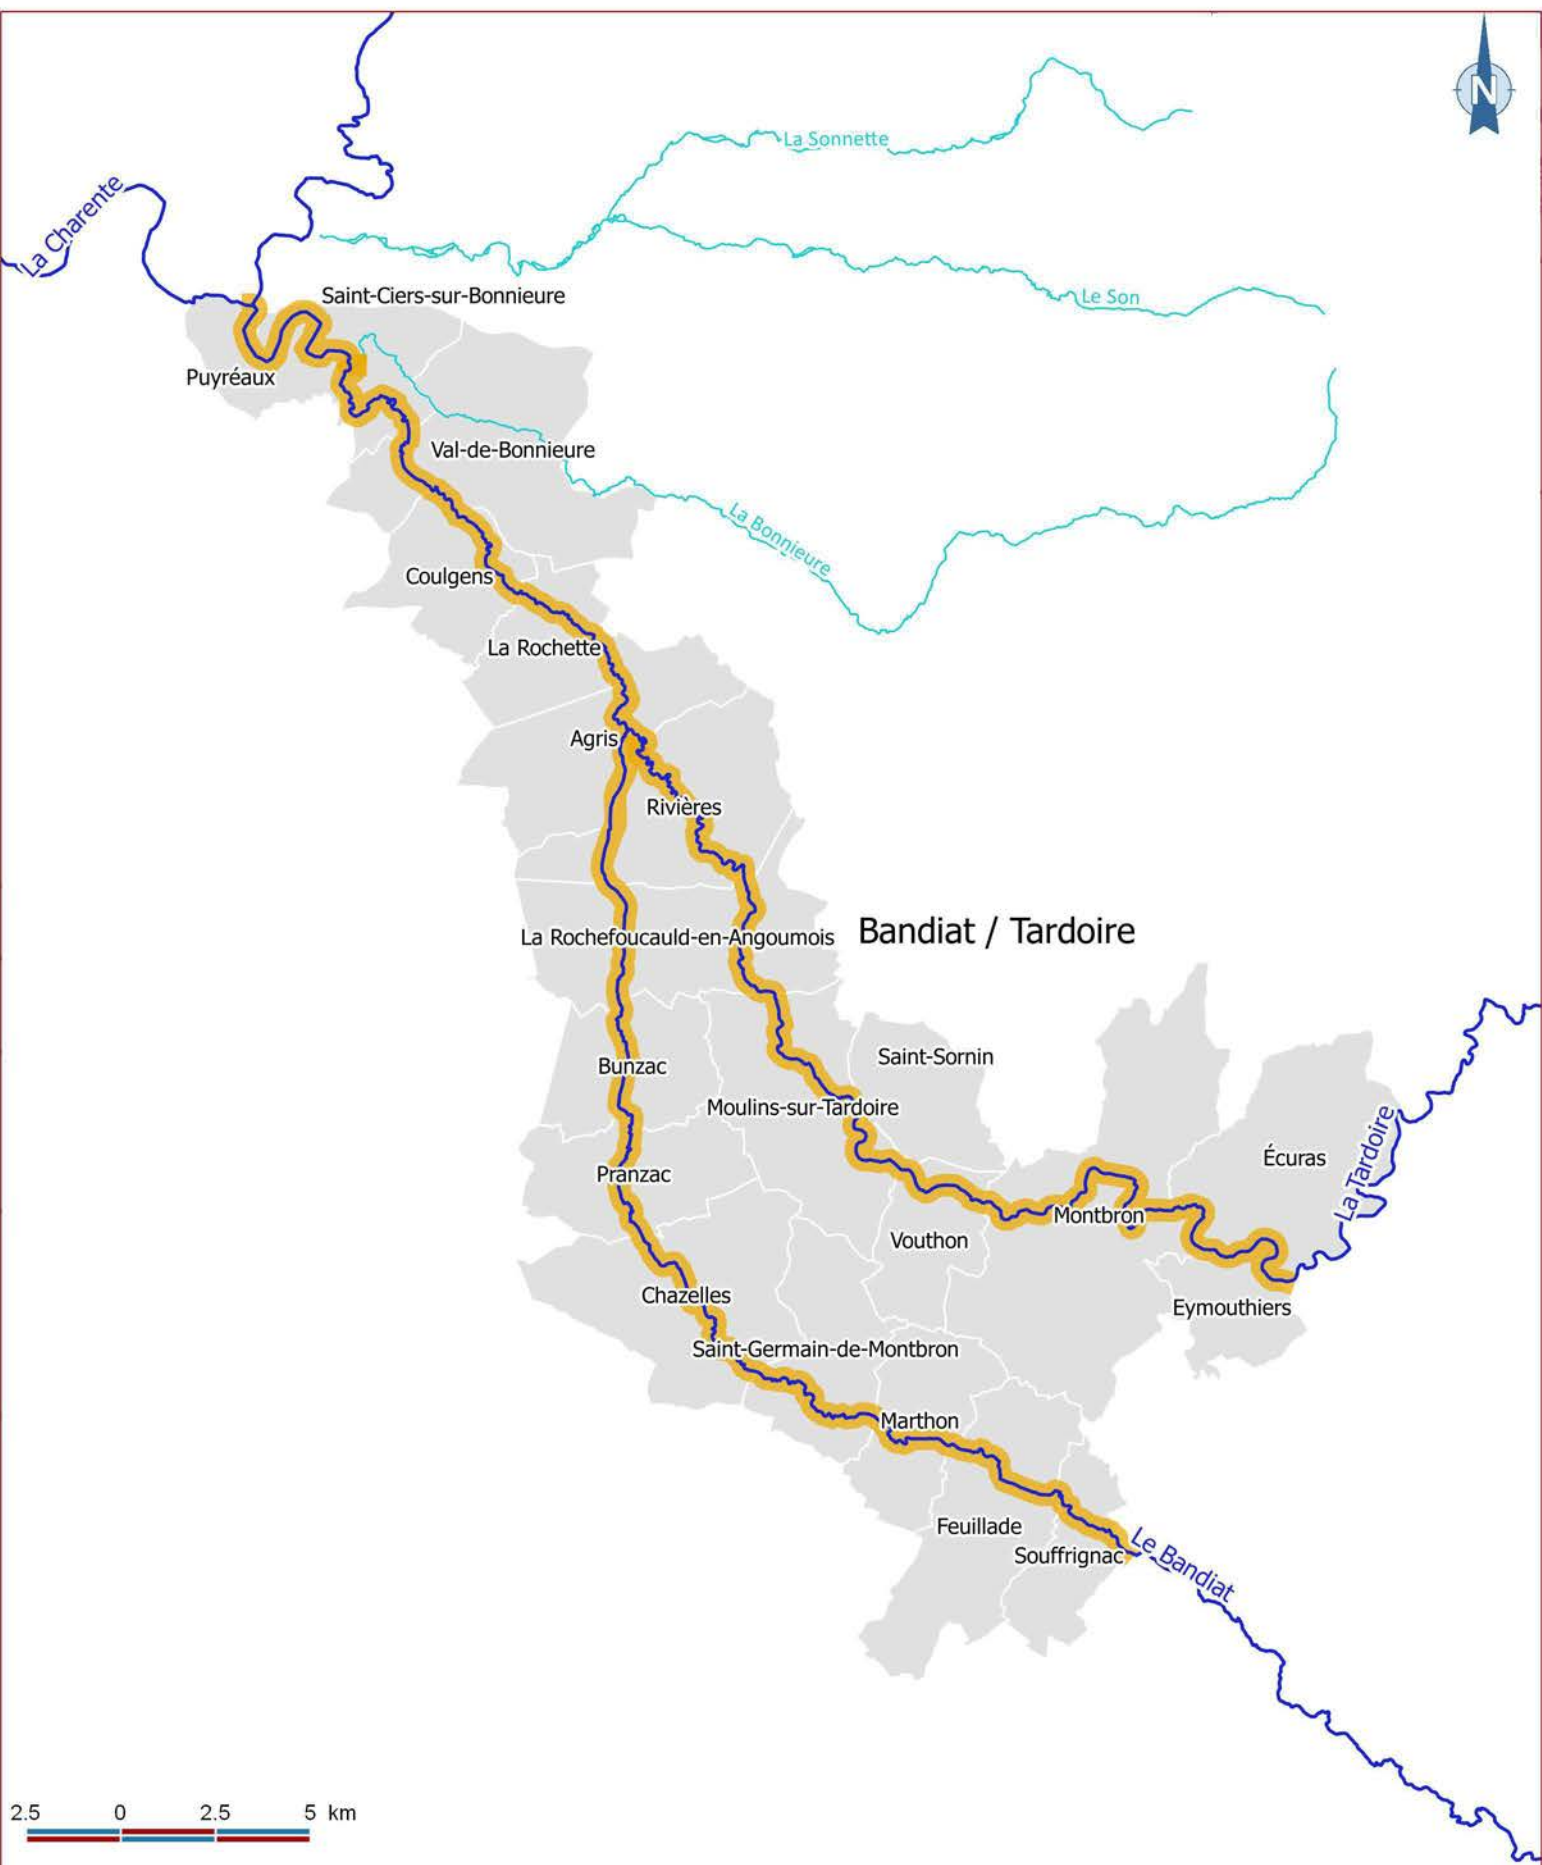 N
La Sonnette
La Charente
Le Son
Saint-Ciers-sur-Bonnieure
Puyréaux
Val-de-Bonnieure
La Bonnieure
Coulgens
La Rochette
Agris
Rivières
La Rochefoucauld-en-Angoumois
Bandiat / Tardoire
Saint-Sornin
Bunzac
Moulins-sur-Tardoire
Écuras
La Tardoire
Pranzac
Montbron
Vouthon
Chazelles
Eymouthiers
Saint-Germain-de-Montbron
Marthon
Feuillade
Souffrignac
Le Bandiat
2.5 0 2.5 5 km